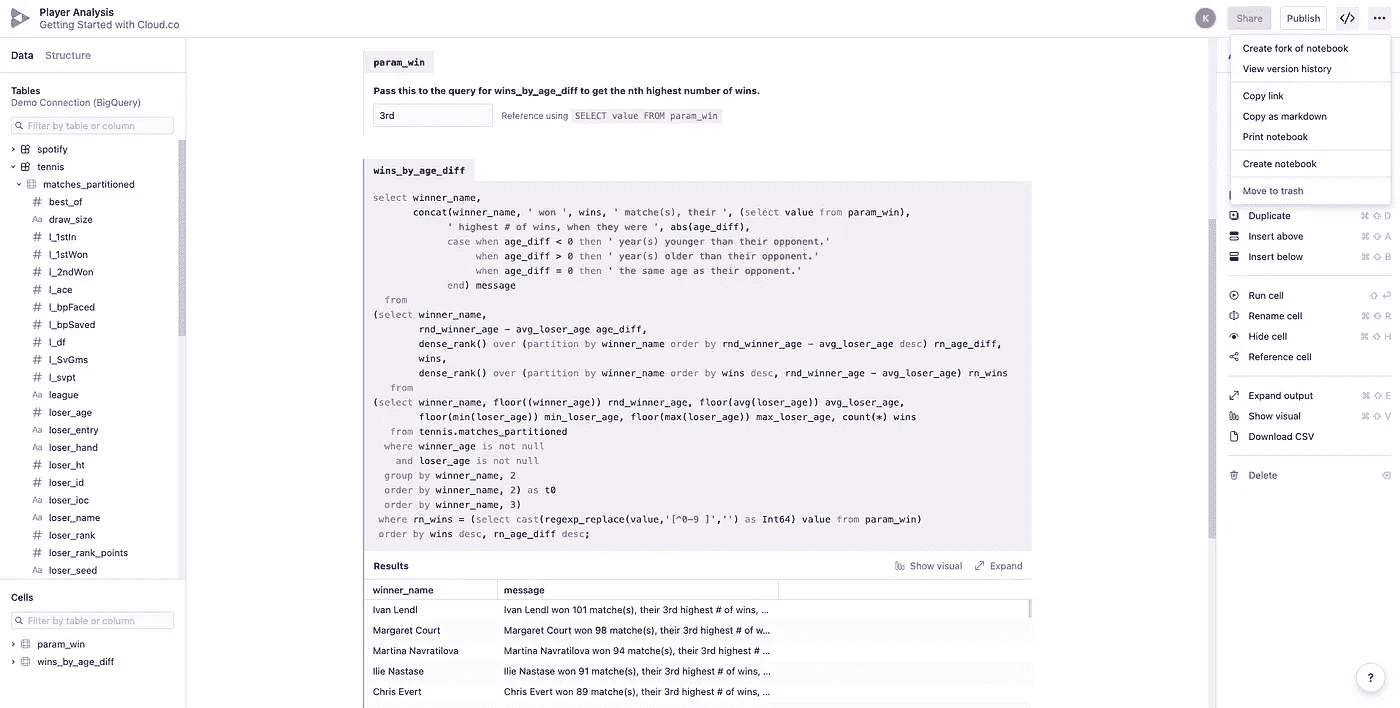 Player Analysis
Getting Started with Cloud.co
K
Share
Publish
</>
Data Structure
Tables
Demo Connection (BigQuery)
Filter by table or column
spotify
tennis
matches_partitioned
# best_of
Aa draw_size
# l_1stIn
# l_1stWon
# l_2ndWon
# l_ace
# l_bpFaced
# l_bpSaved
# l_df
# l_SvGms
# l_svpt
Aa league
# loser_age
Aa loser_entry
Aa loser_hand
# loser_ht
# loser_id
Aa loser_ioc
Aa loser_name
# loser_rank
# loser_rank_points
Aa loser_seed
Cells
Filter by table or column
param_win
wins_by_age_diff
param_win
Pass this to the query for wins_by_age_diff to get the nth highest number of wins.
3rd Reference using SELECT value FROM param_win
wins_by_age_diff
select winner_name,
concat(winner_name, ' won ', wins, ' matche(s), their ', (select value from param_win),
' highest # of wins, when they were ', abs(age_diff),
case when age_diff < 0 then ' year(s) younger than their opponent.'
when age_diff > 0 then ' year(s) older than their opponent.'
when age_diff = 0 then ' the same age as their opponent.'
end) message
from
(select winner_name,
rnd_winner_age - avg_loser_age age_diff,
dense_rank() over (partition by winner_name order by rnd_winner_age - avg_loser_age desc) rn_age_diff,
wins,
dense_rank() over (partition by winner_name order by wins desc, rnd_winner_age - avg_loser_age) rn_wins
from
(select winner_name, floor((winner_age)) rnd_winner_age, floor(avg(loser_age)) avg_loser_age,
floor(min(loser_age)) min_loser_age, floor(max(loser_age)) max_loser_age, count(*) wins
from tennis.matches_partitioned
where winner_age is not null
and loser_age is not null
group by winner_name, 2
order by winner_name, 2) as t0
order by winner_name, 3)
where rn_wins = (select cast(regexp_replace(value,'[^0-9 ]','') as Int64) value from param_win)
order by wins desc, rn_age_diff desc;
Results Show visual Expand
winner_name message
Ivan Lendl Ivan Lendl won 101 matche(s), their 3rd highest # of wins, ...
Margaret Court Margaret Court won 98 matche(s), their 3rd highest # of w...
Martina Navratilova Martina Navratilova won 94 matche(s), their 3rd highest # ...
Ilie Nastase Ilie Nastase won 91 matche(s), their 3rd highest # of wins, ...
Chris Evert Chris Evert won 89 matche(s), their 3rd highest # of wins, ...
Create fork of notebook
View version history
Copy link
Copy as markdown
Print notebook
Create notebook
Move to trash
Duplicate ⌘ ⇧ D
Insert above ⌘ ⇧ A
Insert below ⌘ ⇧ B
Run cell ⇧ ⏎
Rename cell ⌘ ⇧ R
Hide cell ⌘ ⇧ H
Reference cell
Expand output ⌘ ⇧ E
Show visual ⌘ ⇧ V
Download CSV
Delete ⌫
?